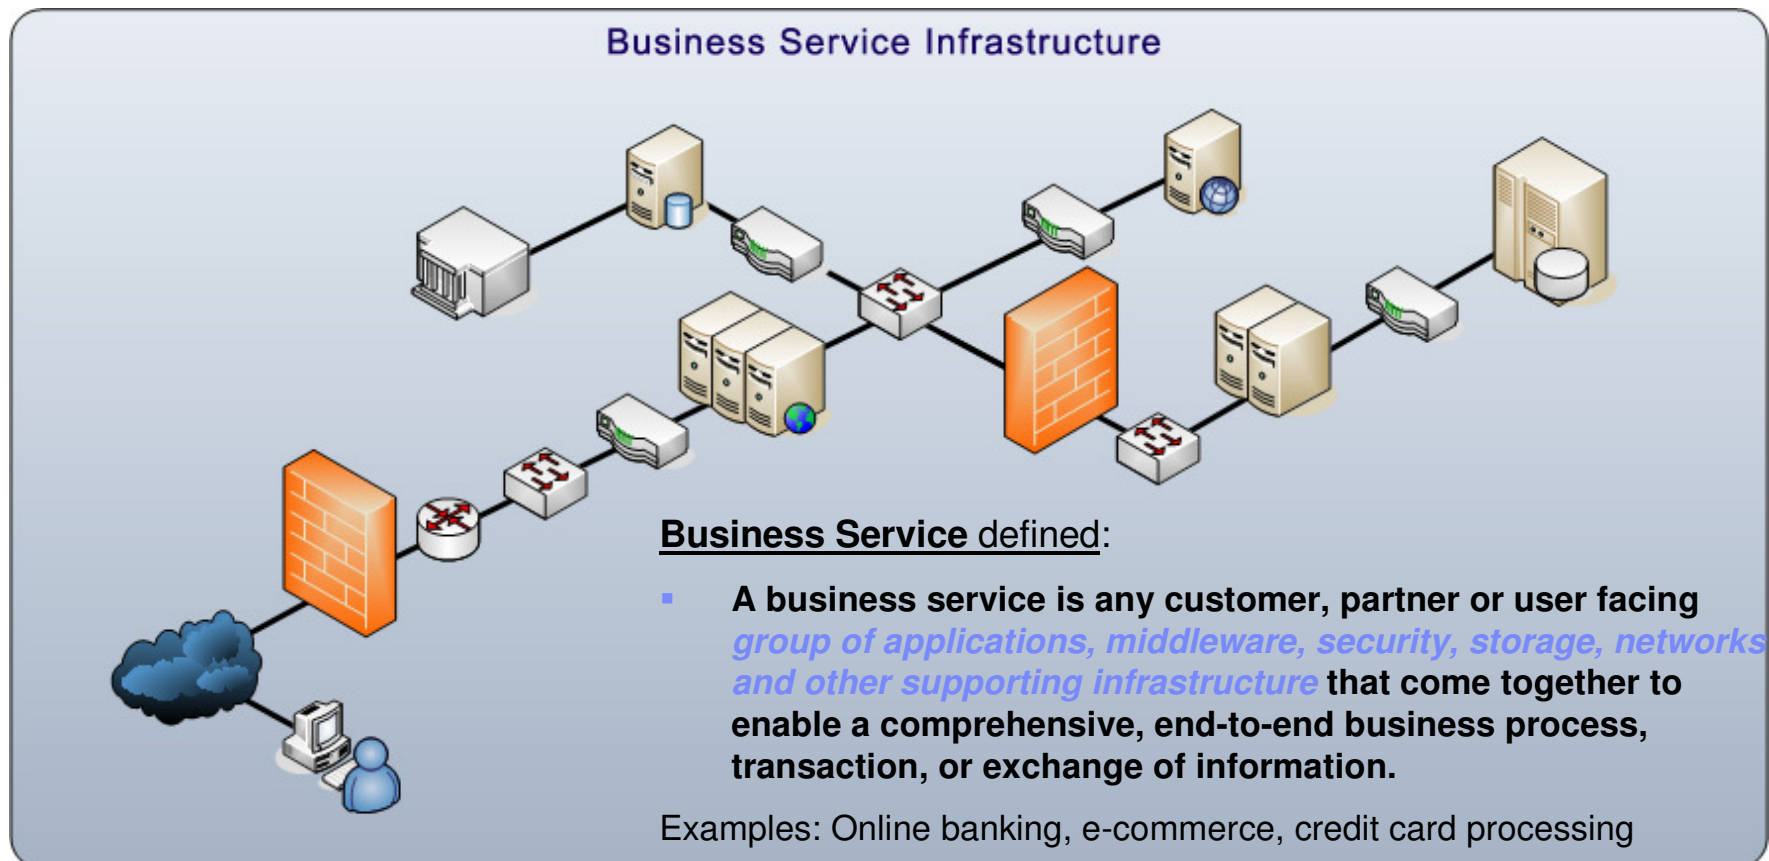 Business Service Infrastructure
Business Service defined:
▪ A business service is any customer, partner or user facing
group of applications, middleware, security, storage, networks
and other supporting infrastructure that come together to
enable a comprehensive, end-to-end business process,
transaction, or exchange of information.
Examples: Online banking, e-commerce, credit card processing